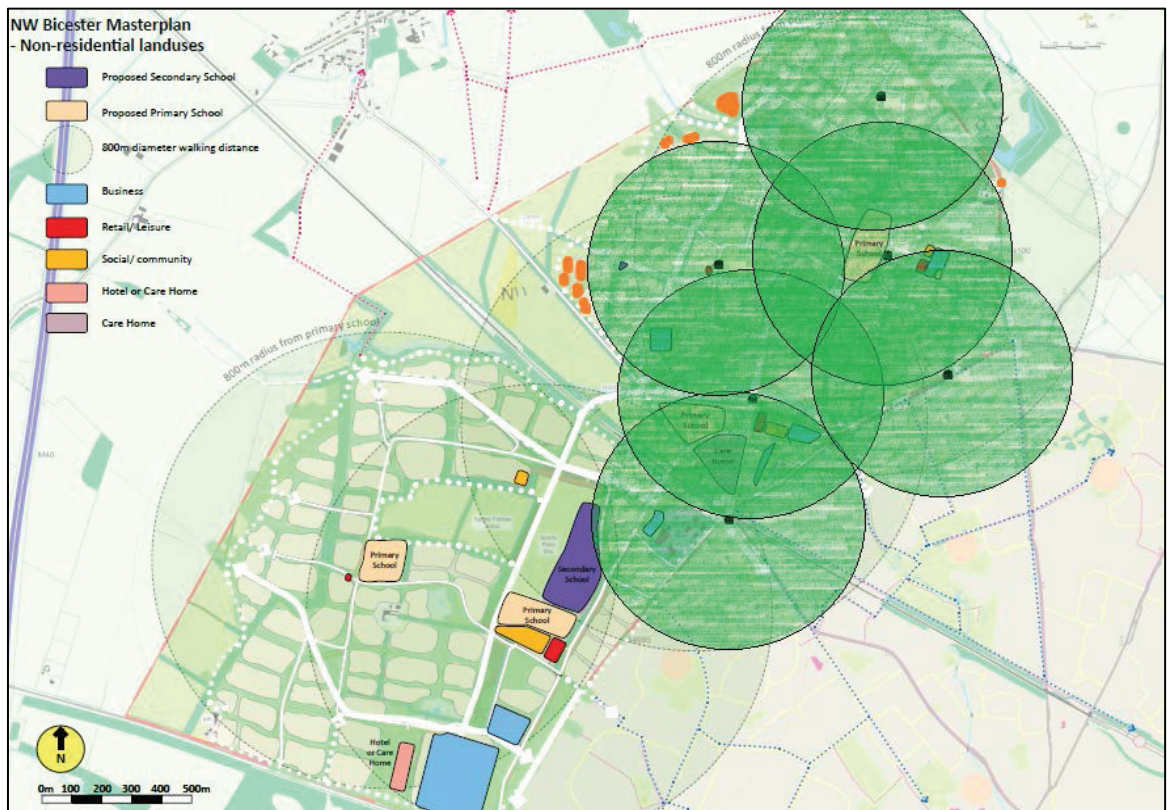 NW Bicester Masterplan
- Non-residential landuses
Proposed Secondary School
Proposed Primary School
800m diameter walking distance
Business
Retail/ Leisure
Social/ community
Hotel or Care Home
Care Home
800m radius from
800m radius from primary school
M40
Primary
School
Primary
School
Care
Home
Primary
School
Secondary
School
Primary
School
Hotel
or Care
Home
N
0m 100 200 300 400 500m